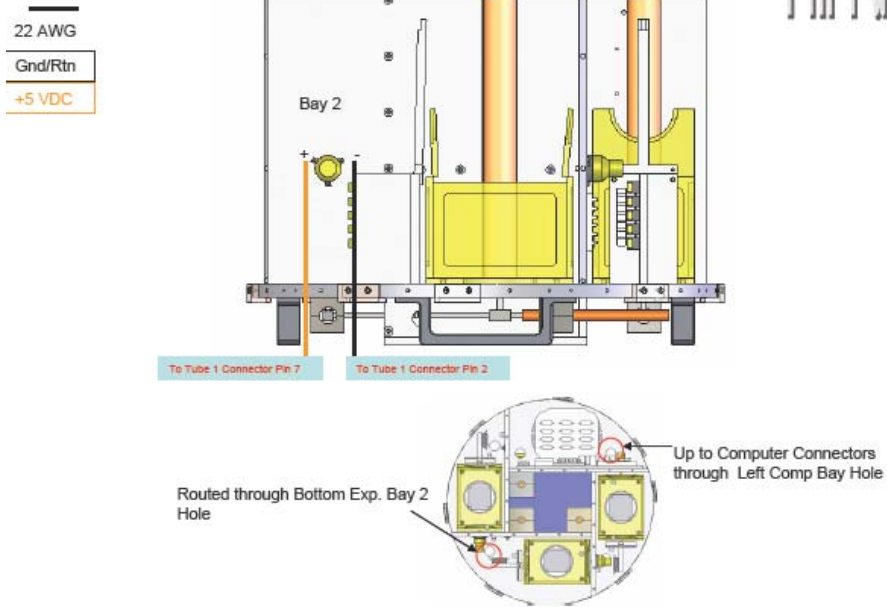 22 AWG
Gnd/Rtn
+5 VDC
Bay 2
+ -
To Tube 1 Connector Pin 7
To Tube 1 Connector Pin 2
Up to Computer Connectors
through Left Comp Bay Hole
Routed through Bottom Exp. Bay 2
Hole